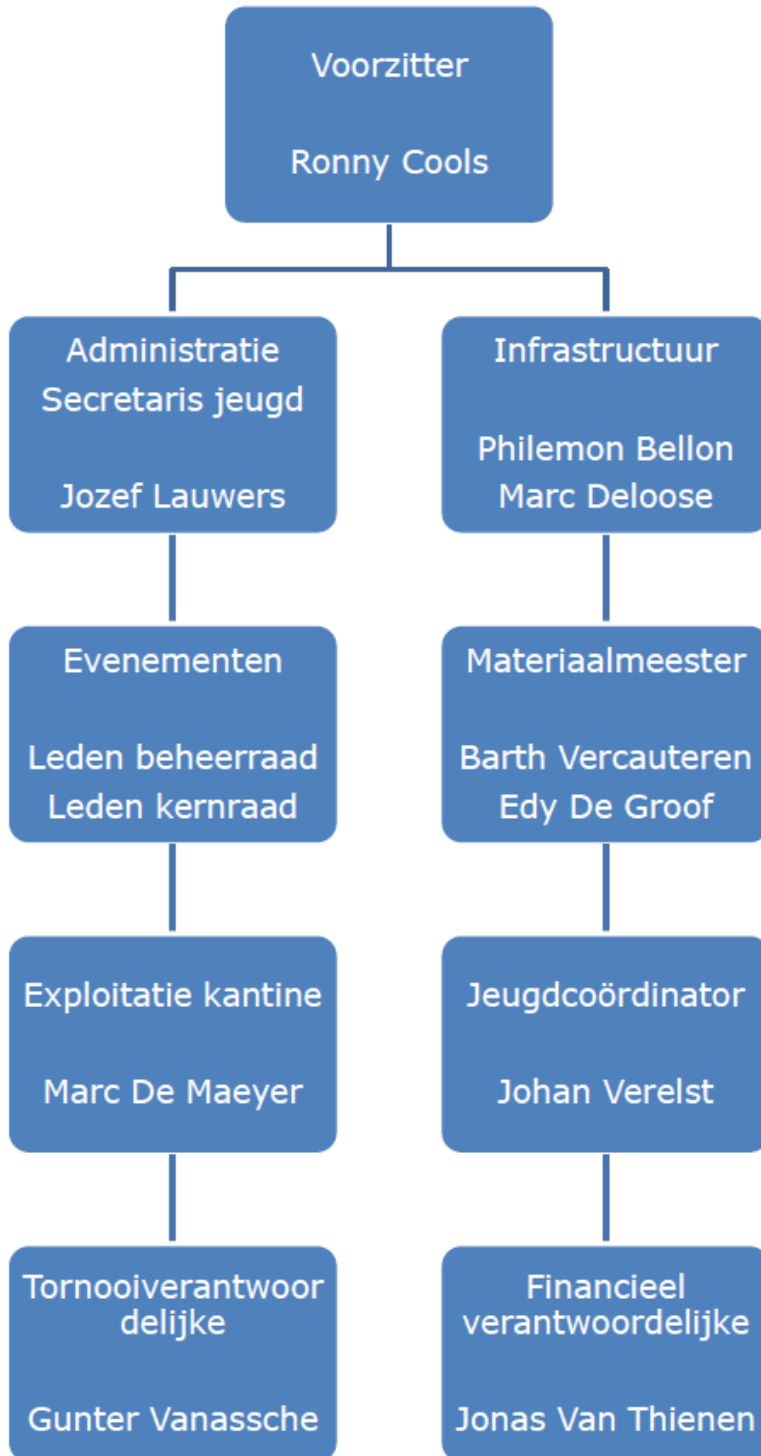 Voorzitter
Ronny Cools
Administratie
Secretaris jeugd
Jozef Lauwers
Infrastructuur
Philemon Bellon
Marc Deloose
Evenementen
Leden beheerraad
Leden kernraad
Materiaalmeester
Barth Vercauteren
Edy De Groof
Exploitatie kantine
Marc De Maeyer
Jeugdcoördinator
Johan Verelst
Tornooiverantwoor
delijke
Gunter Vanassche
Financieel
verantwoordelijke
Jonas Van Thienen